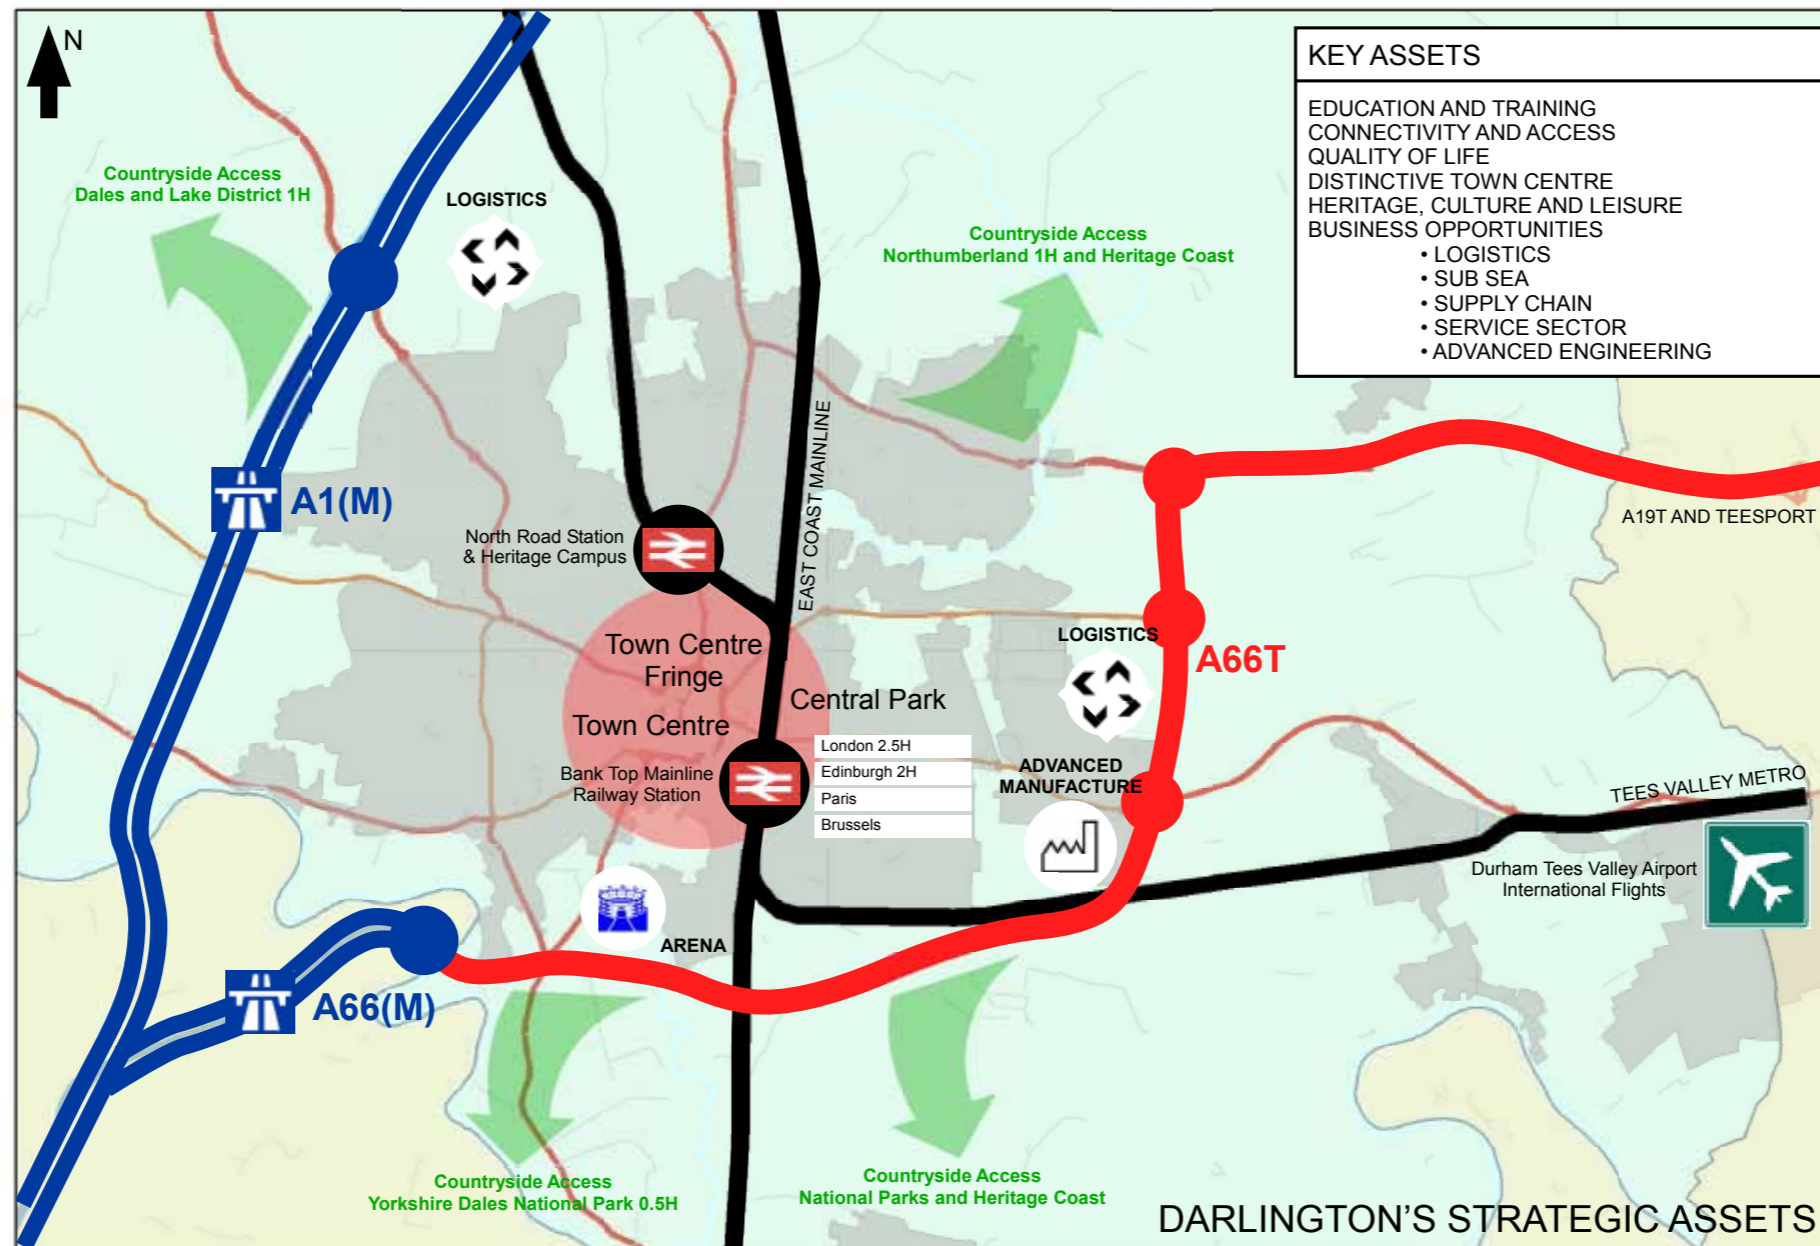 N
KEY ASSETS
EDUCATION AND TRAINING
CONNECTIVITY AND ACCESS
QUALITY OF LIFE
DISTINCTIVE TOWN CENTRE
HERITAGE, CULTURE AND LEISURE
BUSINESS OPPORTUNITIES
• LOGISTICS
• SUB SEA
• SUPPLY CHAIN
• SERVICE SECTOR
• ADVANCED ENGINEERING
Countryside Access
Dales and Lake District 1H
LOGISTICS
Countryside Access
Northumberland 1H and Heritage Coast
EAST COAST MAINLINE
A1(M)
North Road Station
& Heritage Campus
A19T AND TEESPORT
Town Centre
Fringe
LOGISTICS
A66T
Central Park
Town Centre
Bank Top Mainline
Railway Station
London 2.5H
Edinburgh 2H
Paris
Brussels
ADVANCED
MANUFACTURE
TEES VALLEY METRO
Durham Tees Valley Airport
International Flights
ARENA
A66(M)
Countryside Access
Yorkshire Dales National Park 0.5H
Countryside Access
National Parks and Heritage Coast
DARLINGTON'S STRATEGIC ASSETS